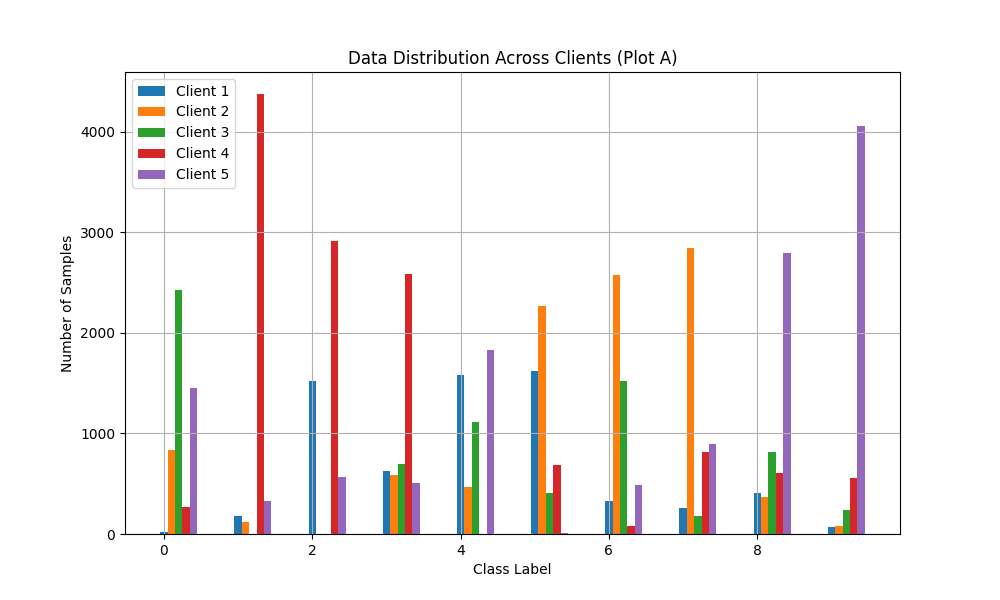 Data Distribution Across Clients (Plot A)
Client 1
Client 2
Client 3
Client 4
Client 5
Number of Samples
4000
3000
2000
1000
0
0 2 4 6 8
Class Label